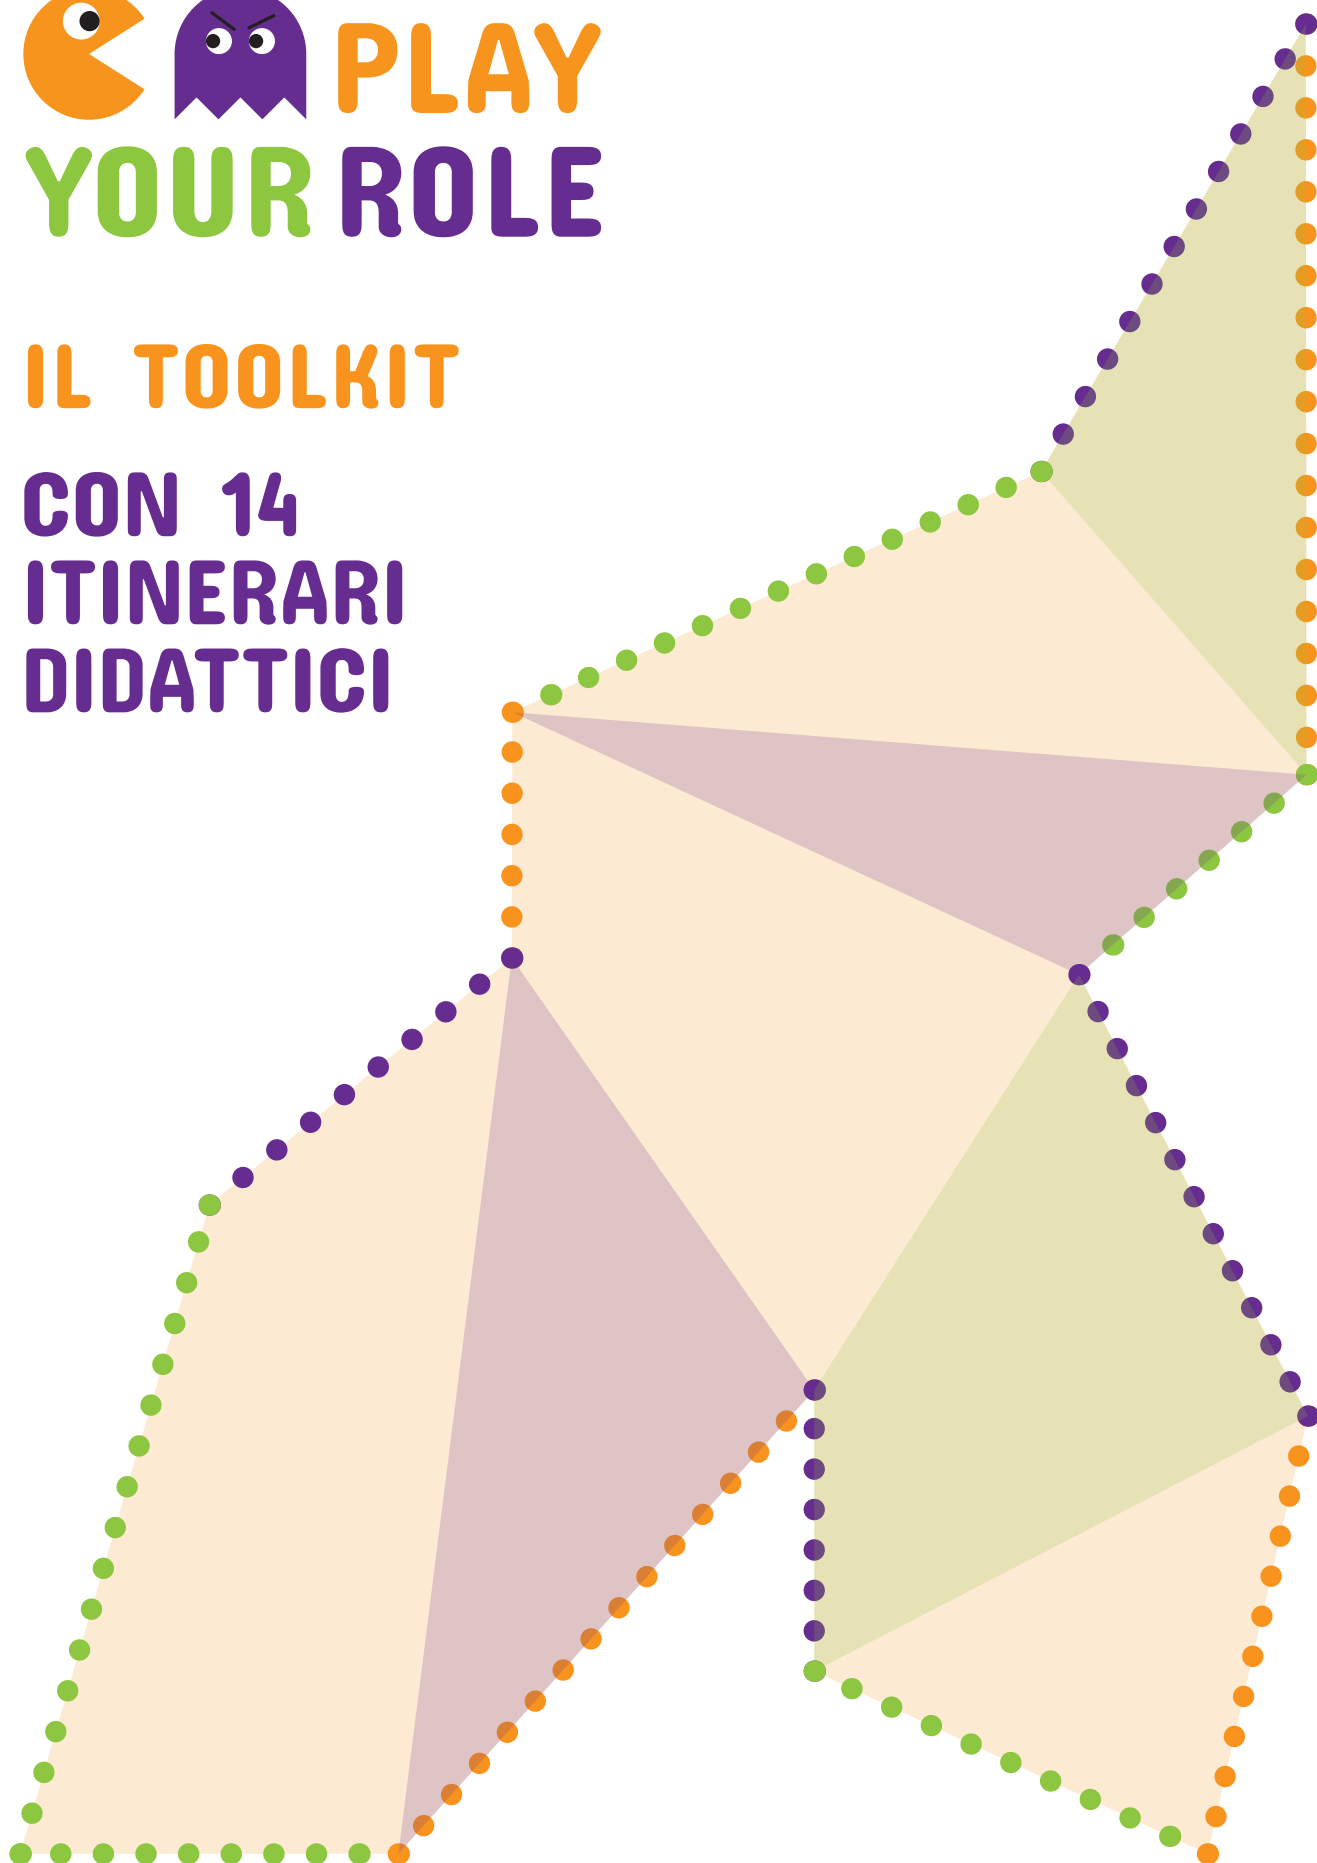 PLAY
YOUR ROLE
IL TOOLKIT
CON 14
ITINERARI
DIDATTICI